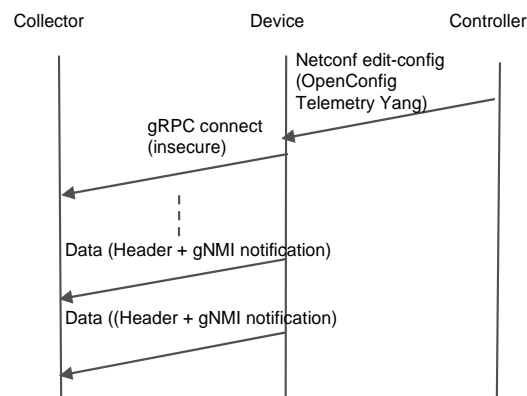 Collector
Device
Controller
Netconf edit-config
(OpenConfig
Telemetry Yang)
gRPC connect
(insecure)
Data (Header + gNMI notification)
Data ((Header + gNMI notification)